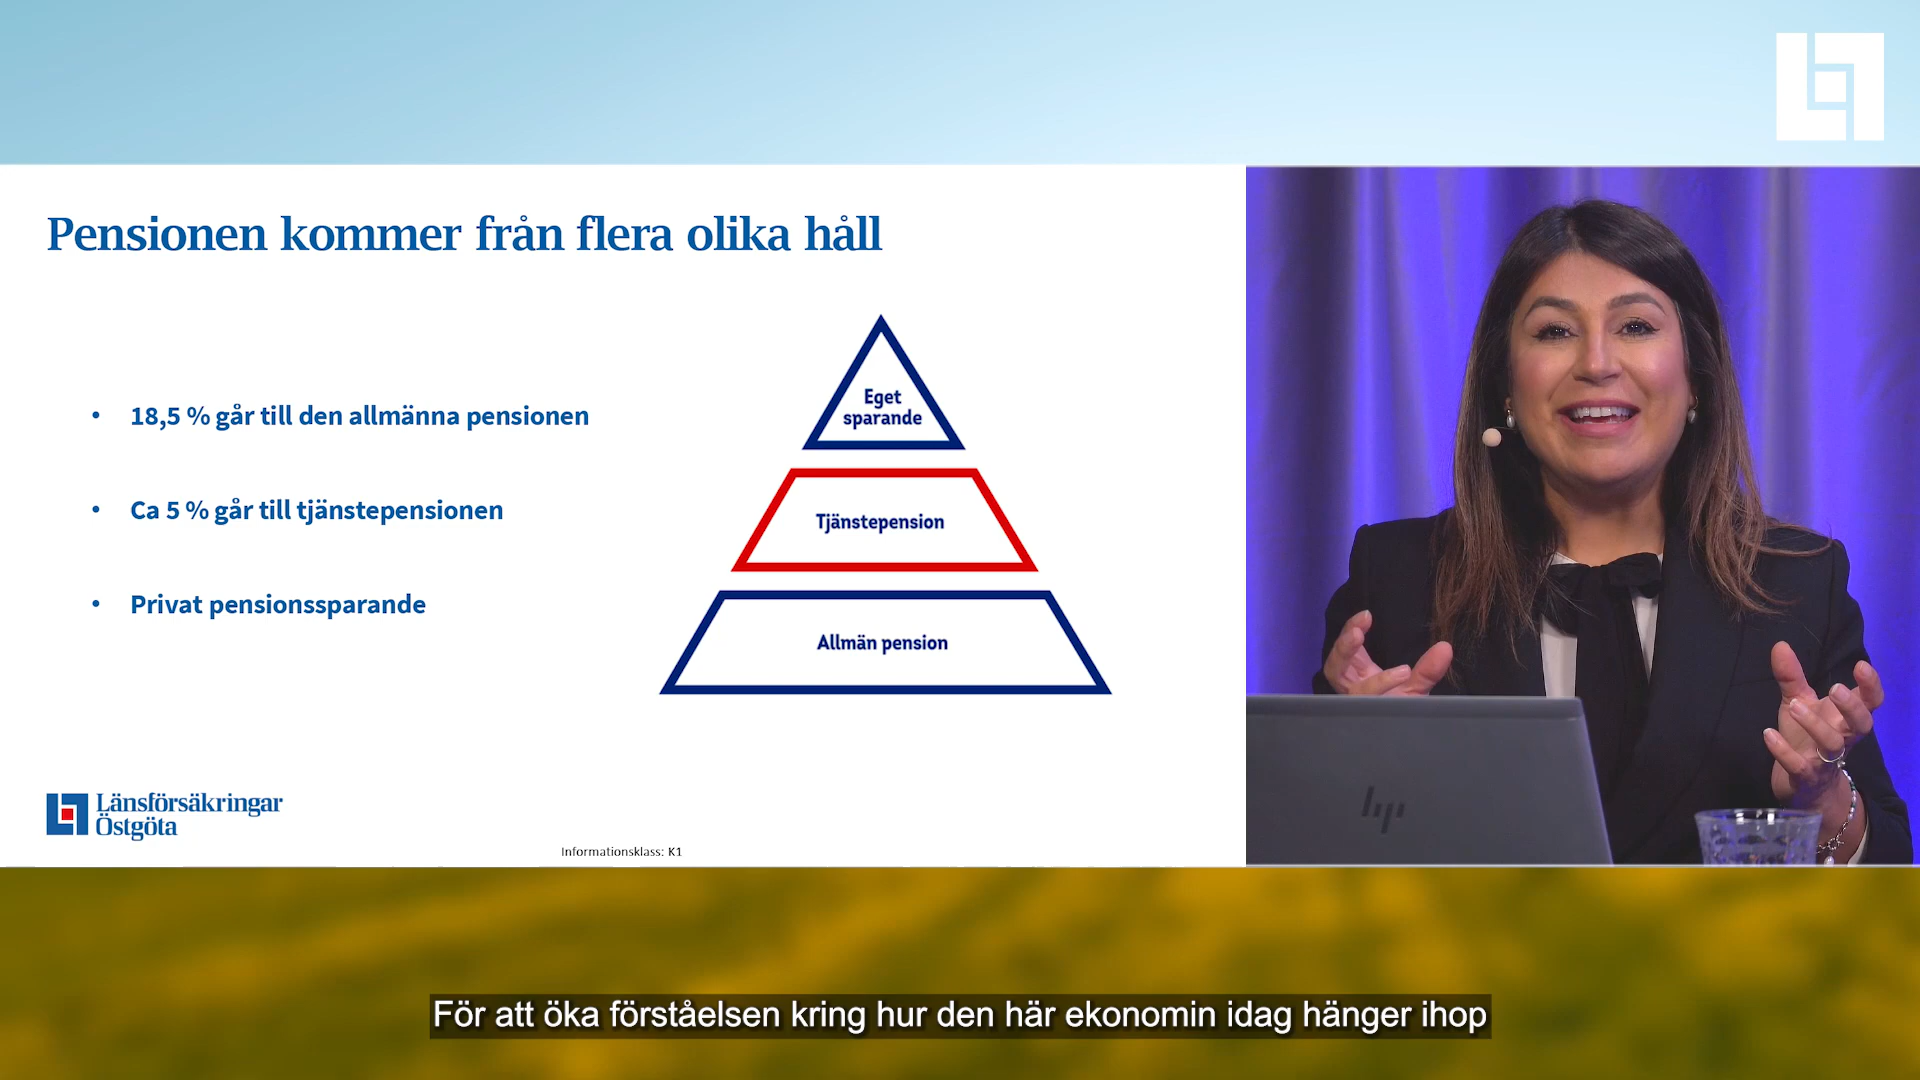 Pensionen kommer från flera olika håll
• 18,5 % går till den allmänna pensionen
• Ca 5 % går till tjänstepensionen
• Privat pensionssparande
Eget
sparande
Tjänstepension
Allmän pension
Länsförsäkringar
Östgöta
Informationsklass: K1
hp
För att öka förståelsen kring hur den här ekonomin idag hänger ihop